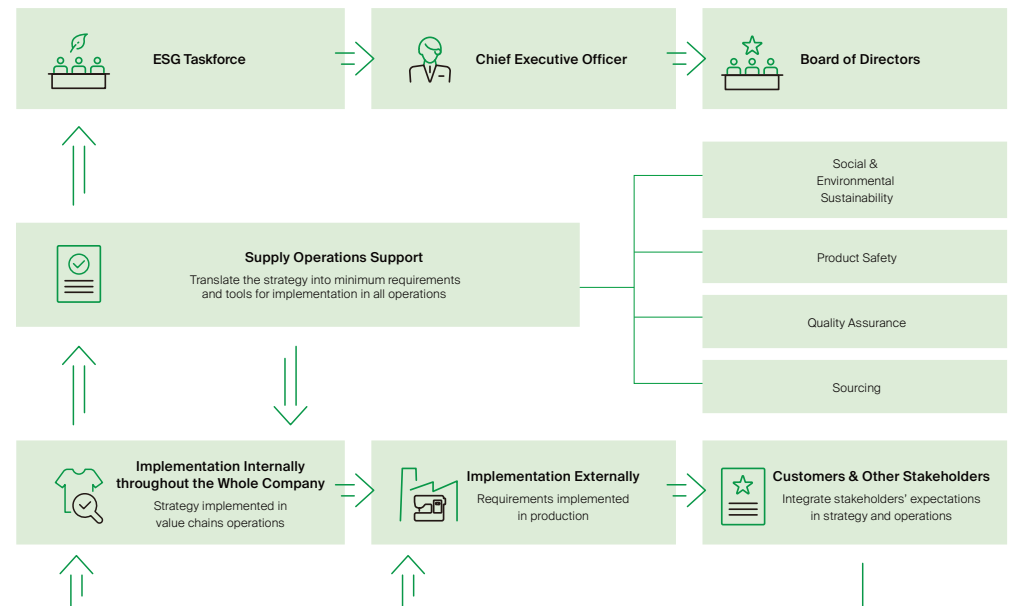 ESG Taskforce
Chief Executive Officer
Board of Directors
Social &
Environmental
Sustainability
Supply Operations Support
Translate the strategy into minimum requirements
and tools for implementation in all operations
Product Safety
Quality Assurance
Sourcing
Implementation Internally
throughout the Whole Company
Strategy implemented in
value chains operations
Implementation Externally
Requirements implemented
in production
Customers & Other Stakeholders
Integrate stakeholders’ expectations
in strategy and operations